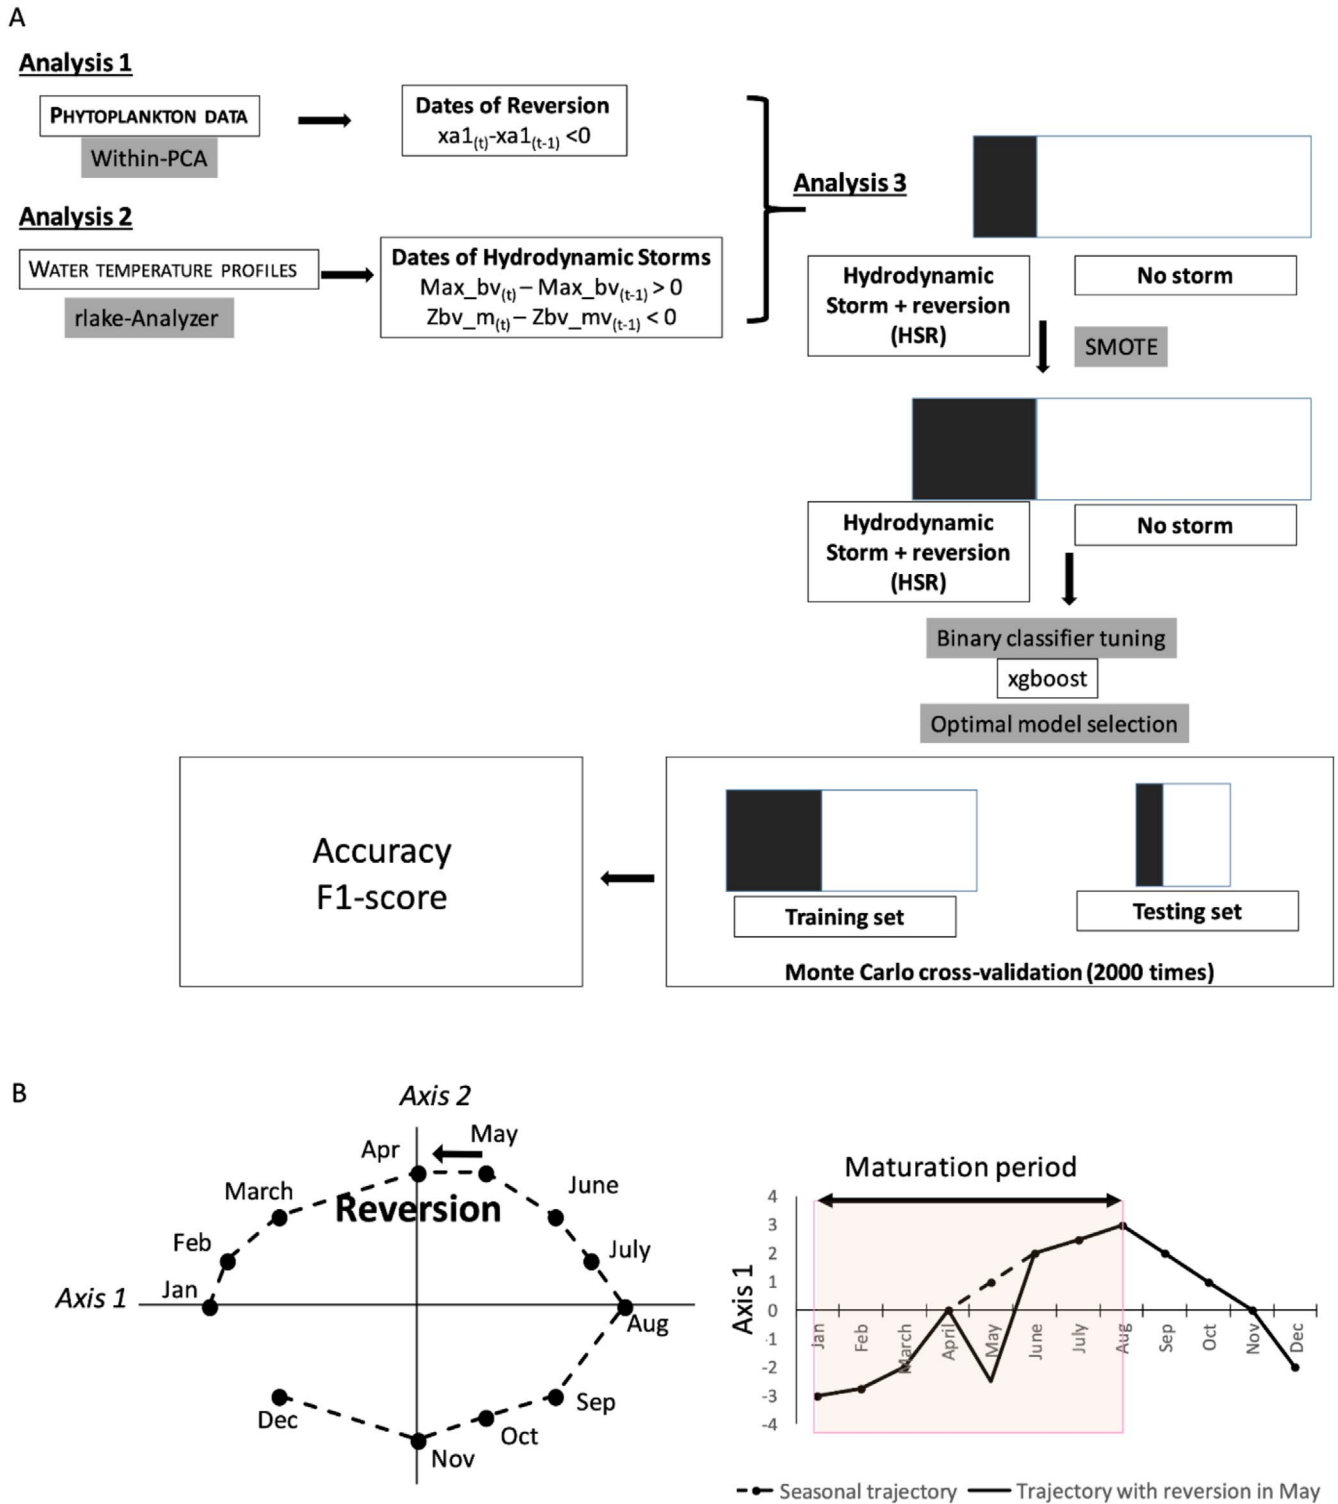 A
Analysis 1
PHYTOPLANKTON DATA
Within-PCA
Dates of Reversion
xa1(t)-xa1(t-1) <0
Analysis 2
WATER TEMPERATURE PROFILES
rlake-Analyzer
Dates of Hydrodynamic Storms
Max_bv(t) – Max_bv(t-1) > 0
Zbv_m(t) – Zbv_mv(t-1) < 0
Analysis 3
Hydrodynamic
Storm + reversion
(HSR)
No storm
SMOTE
Hydrodynamic
Storm + reversion
(HSR)
No storm
Binary classifier tuning
xgboost
Optimal model selection
Training set
Testing set
Monte Carlo cross-validation (2000 times)
Accuracy
F1-score
B
Axis 2
Apr
May
March
Reversion
June
Feb
July
Jan
Axis 1
Aug
Dec
Sep
Oct
Nov
Maturation period
Axis 1
4
3
2
1
0
-1
-2
-3
-4
Jan
Feb
March
April
May
June
July
Aug
Sep
Oct
Nov
Dec
Seasonal trajectory
Trajectory with reversion in May